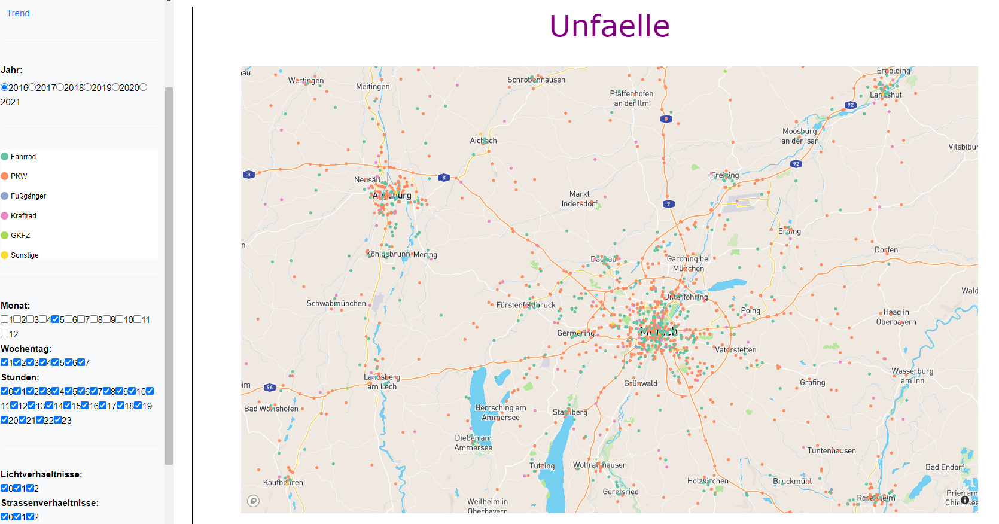 Trend
Jahr:
2016 2017 2018 2019 2020
2021
Fahrrad
PKW
Fußgänger
Kraftrad
GKFZ
Sonstige
Monat:
1 2 3 4 5 6 7 8 9 10 11
12
Wochentag:
1 2 3 4 5 6 7
Stunden:
0 1 2 3 4 5 6 7 8 9 10
11 12 13 14 15 16 17 18 19
20 21 22 23
Lichtverhaeltnisse:
0 1 2
Strassenverhaeltnisse:
0 1 2
Unfaelle
au
Wertingen
Meitingen
Schrobenhausen
Pfaffenhofen
an der Ilm
Ergolding
Landshut
92
9
Moosburg
an der Isar
Vilsbibur
Aichach
92
8
8
Neusäß
Augsburg
Freising
Markt
Indersdorf
9
Erding
n
Königsbrunn
Mering
Dachau
Garching bei
München
Dorfen
Schwabmünchen
Fürstenfeldbruck
Unterföhring
Poing
Wald
Haag in
Oberbayern
Germering
München
Vaterstetten
eim
96
Landsberg
am Lech
Grünwald
Grafing
Wasserburg
am Inn
Bad Wörishofen
Herrsching am
Ammersee
Starnberg
Dießen am
Ammersee
Tuntenhausen
Tutzing
Wolfratshausen
Bad Endorf
Kaufbeuren
Holzkirchen
Bruckmühl
Geretsried
Rosenheim
Prien am
Chiemsee
Weilheim in
Oberbayern